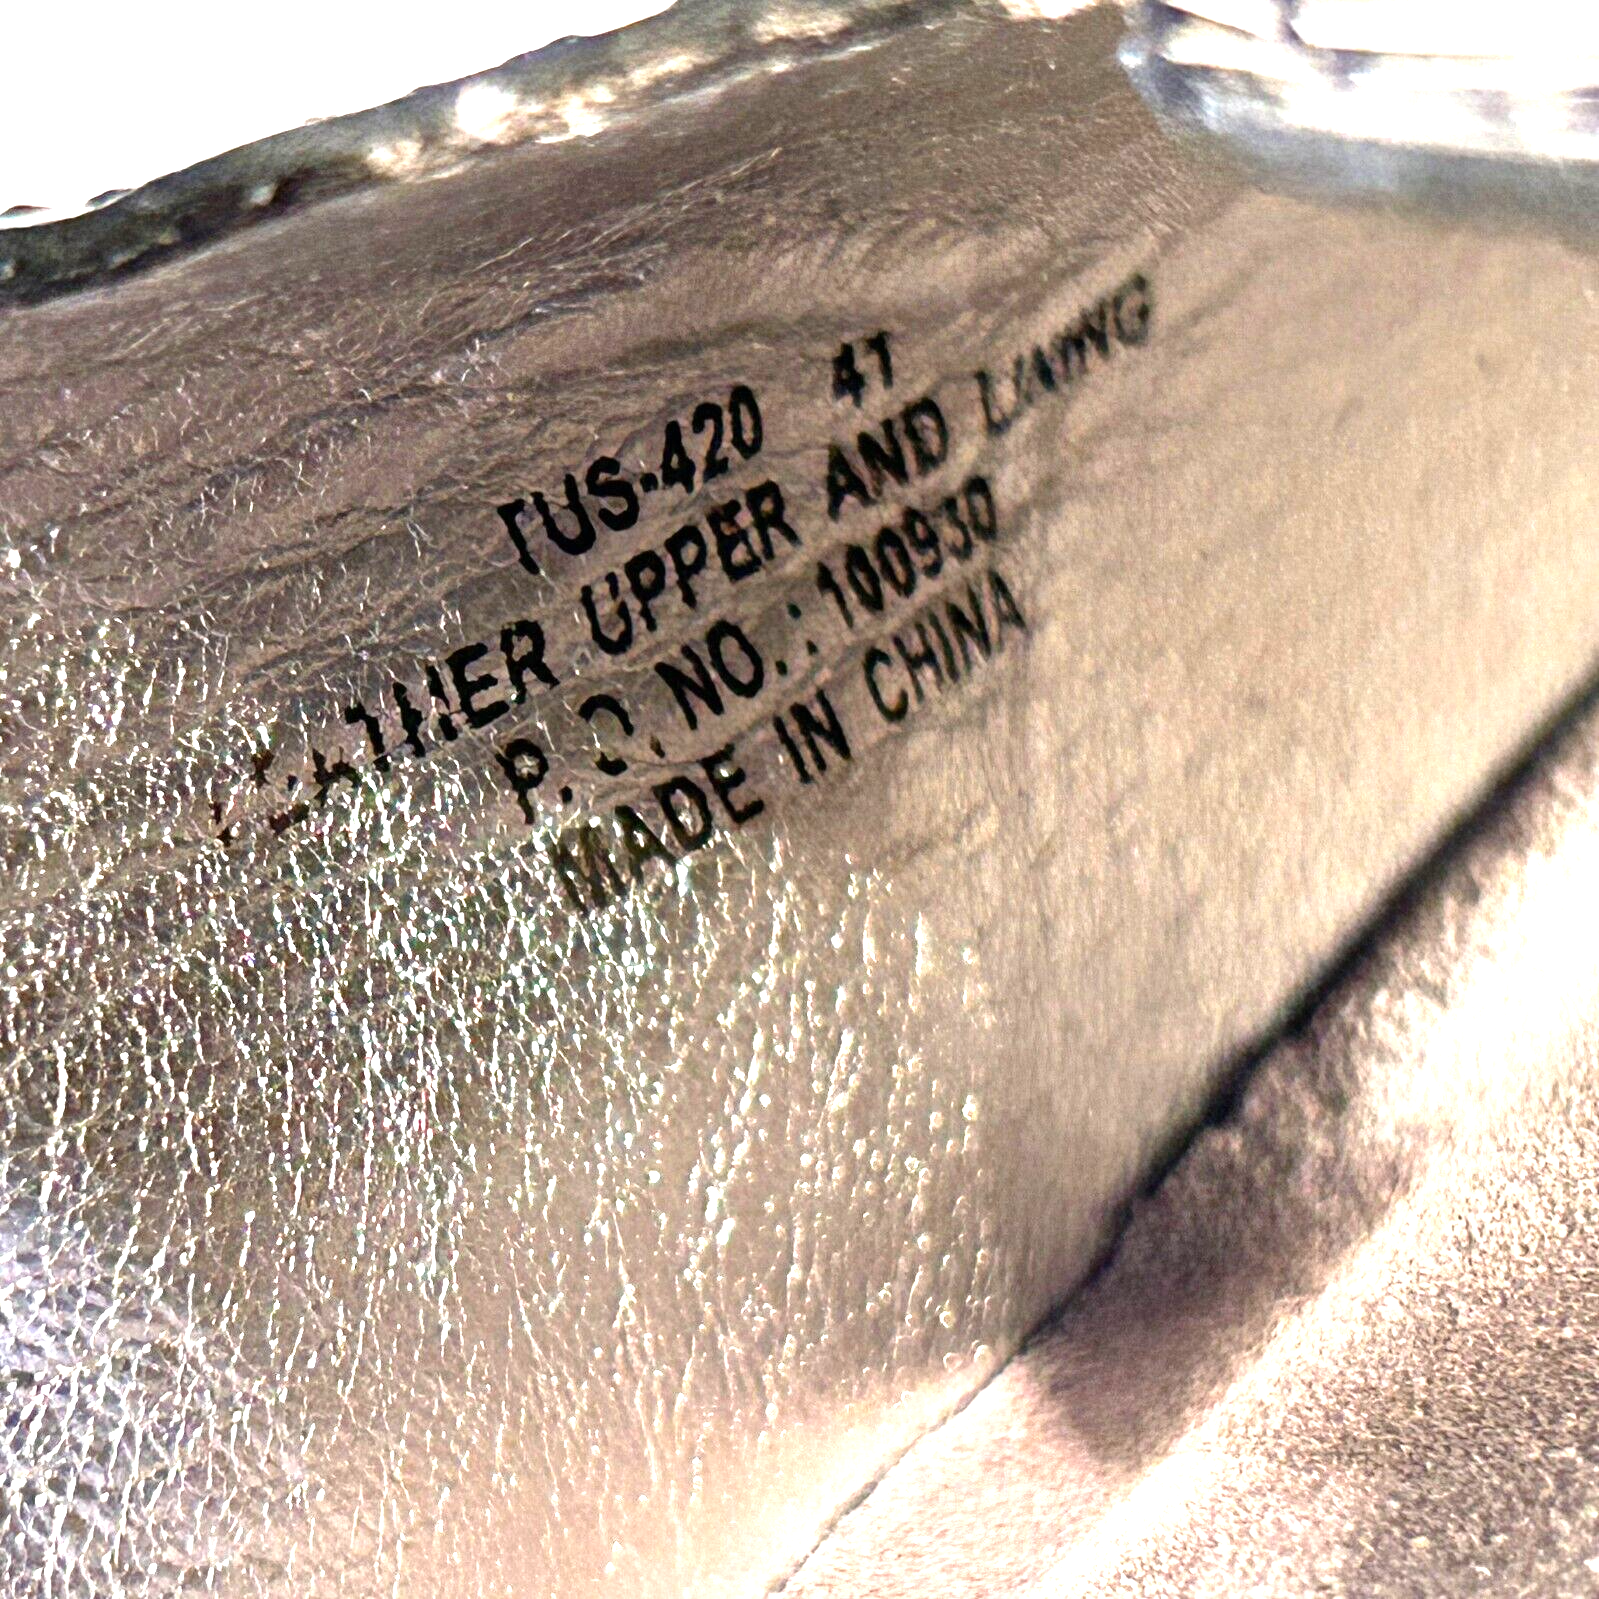 TUS-420 41
LEATHER UPPER AND LINING
P. O. NO.: 100930
MADE IN CHINA